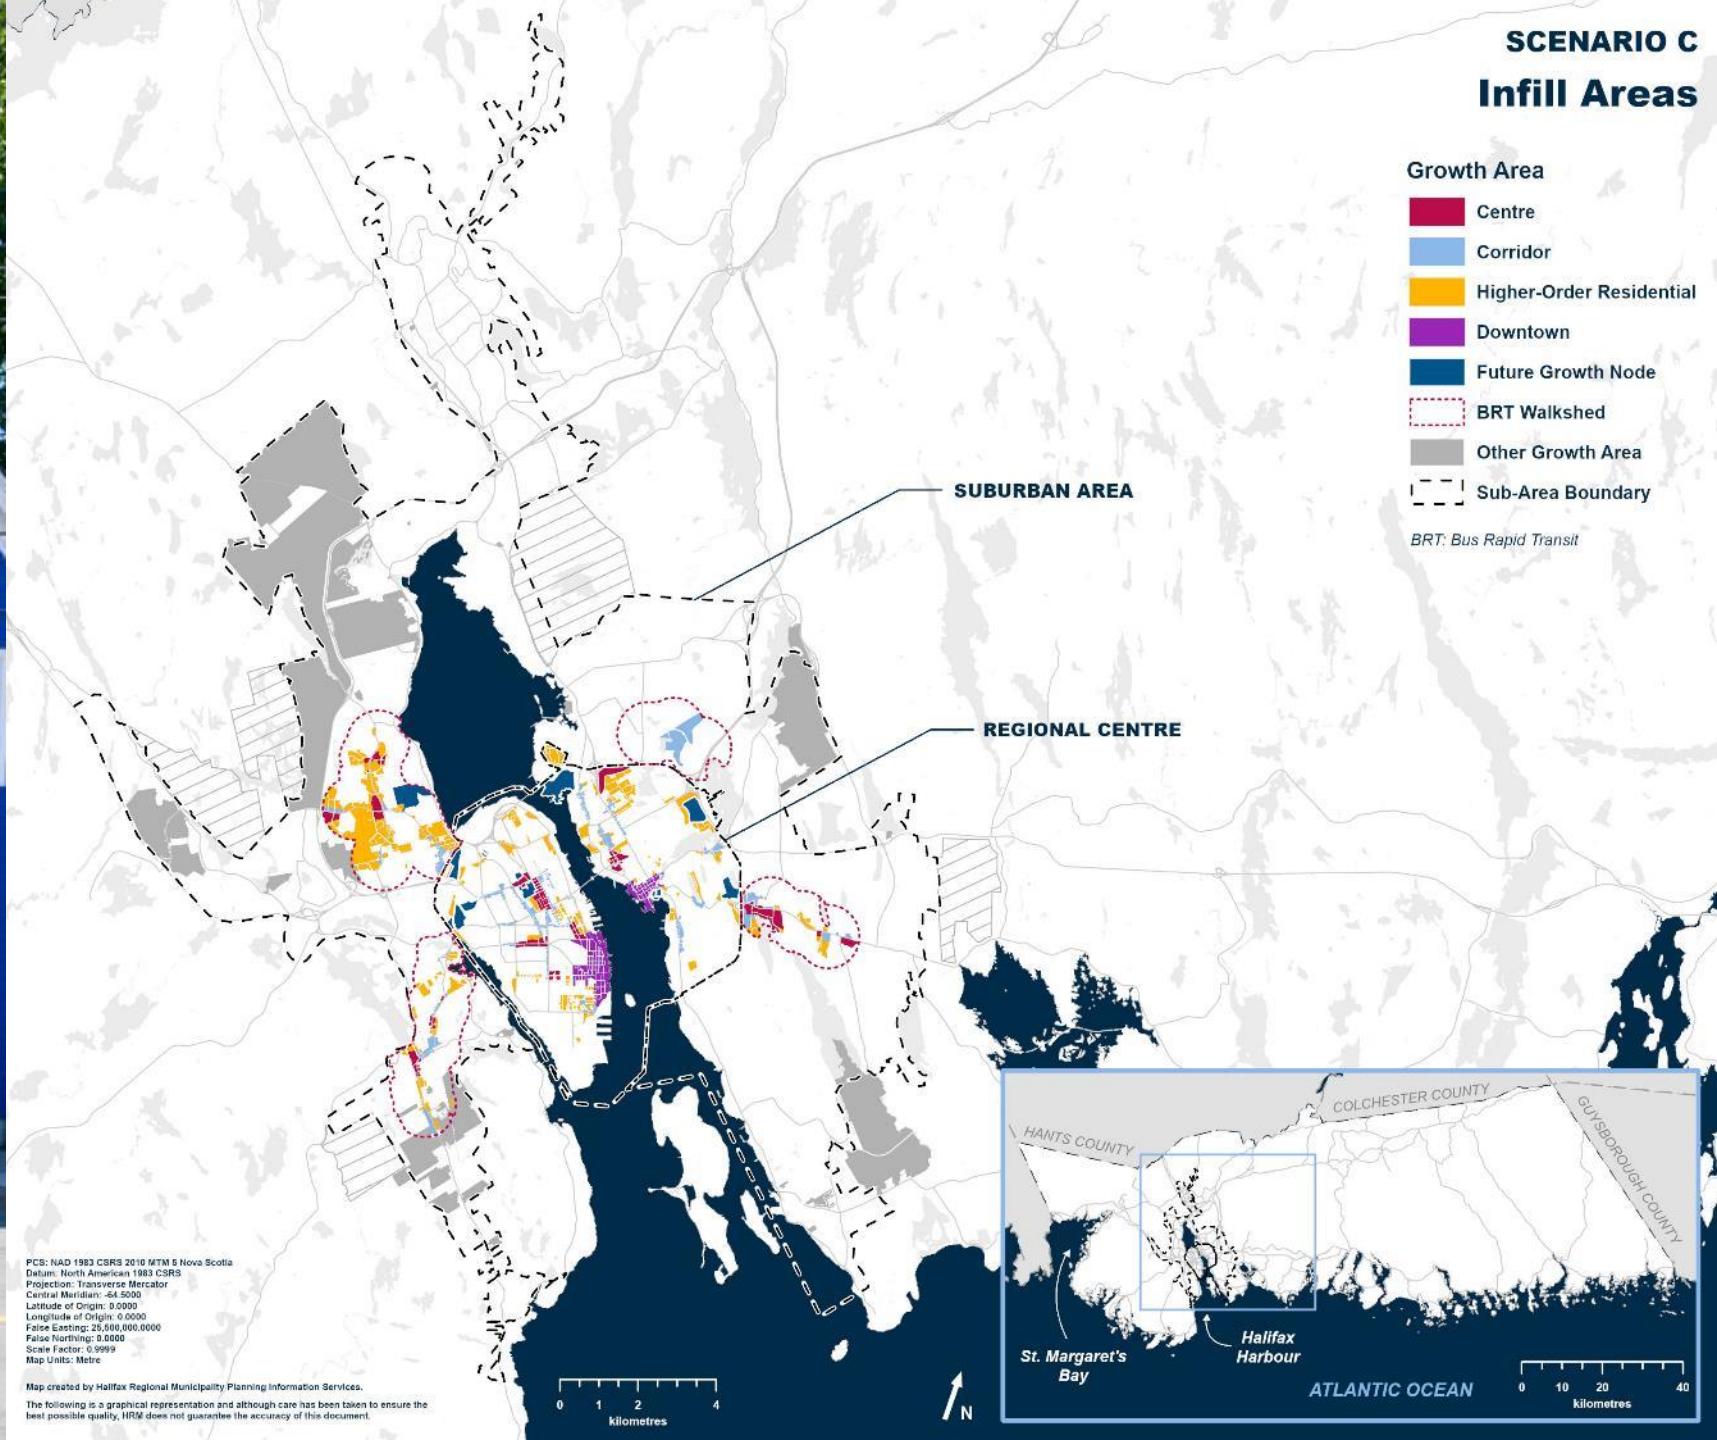 SCENARIO C
Infill Areas
Growth Area
Centre
Corridor
Higher-Order Residential
Downtown
Future Growth Node
BRT Walkshed
Other Growth Area
Sub-Area Boundary
BRT: Bus Rapid Transit
SUBURBAN AREA
REGIONAL CENTRE
COLCHESTER COUNTY
HANTS COUNTY
GUYSBOROUGH COUNTY
St. Margaret's
Bay
Halifax
Harbour
ATLANTIC OCEAN
0 10 20 40
kilometres
PCS: NAD 1983 CSRS 2010 MTM 5 Nova Scotia
Datum: North American 1983 CSRS
Projection: Transverse Mercator
Central Meridian: -64.5000
Latitude of Origin: 0.0000
Longitude of Origin: 0.0000
False Easting: 25,500,000.0000
False Northing: 0.0000
Scale Factor: 0.9999
Map Units: Metre
Map created by Halifax Regional Municipality Planning Information Services.
The following is a graphical representation and although care has been taken to ensure the
best possible quality, HRM does not guarantee the accuracy of this document.
0 1 2 4
kilometres
N